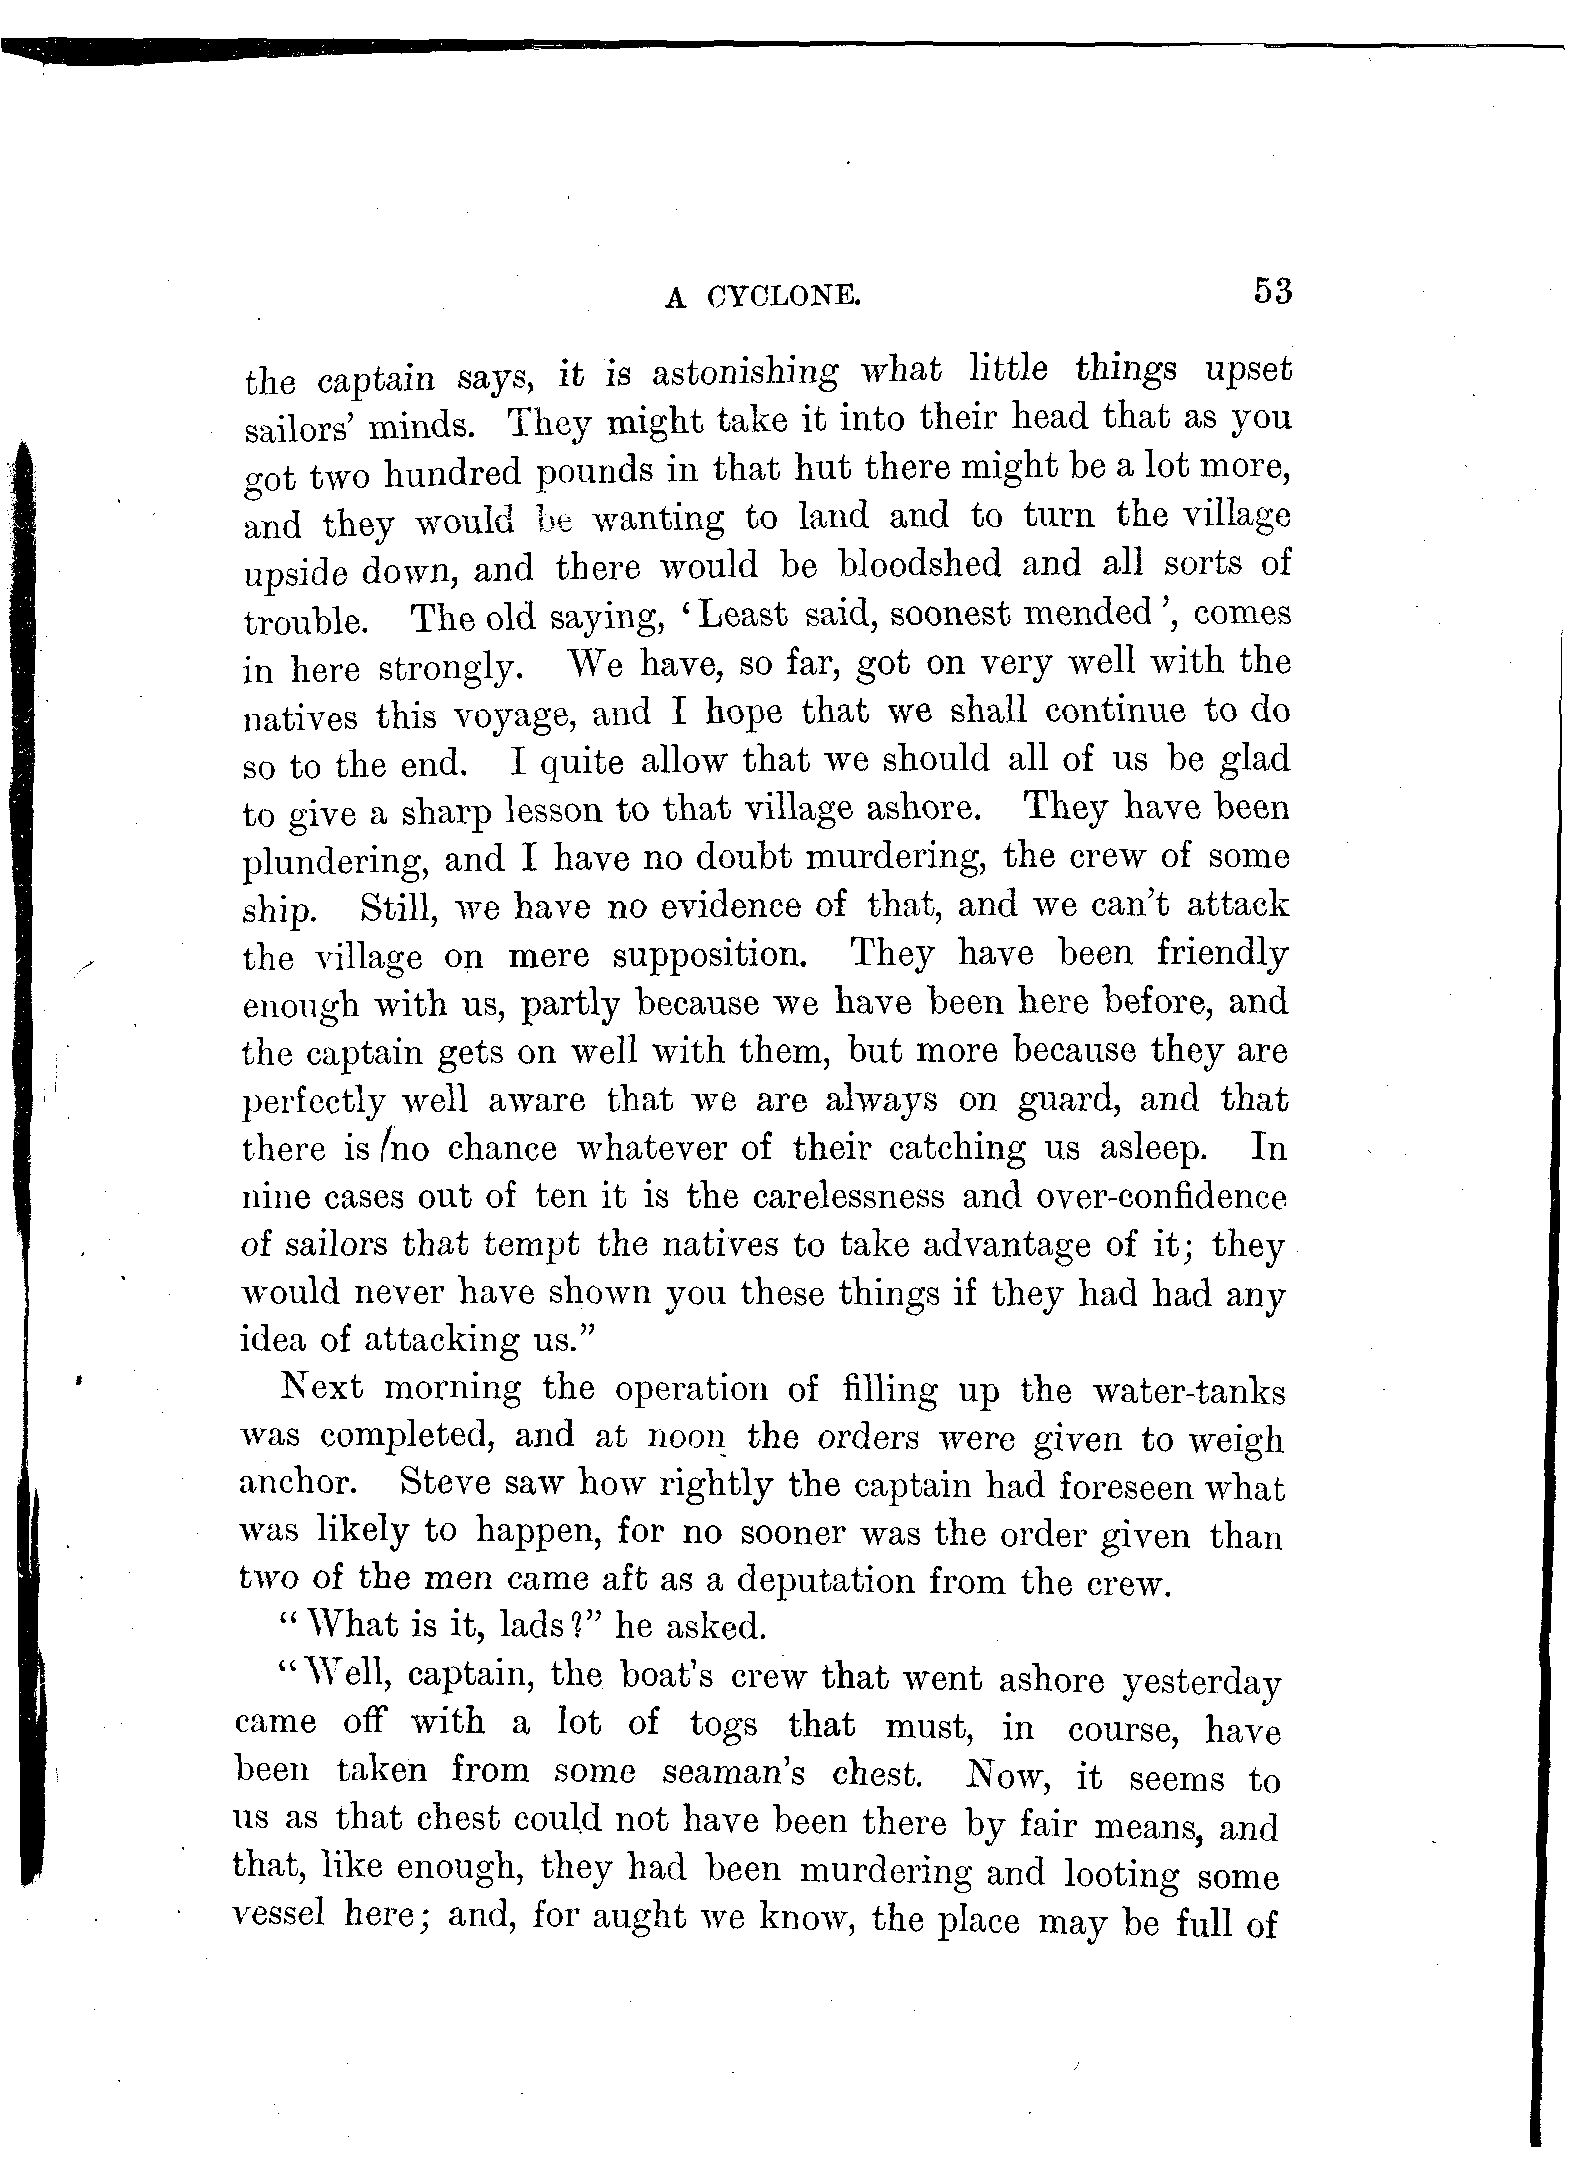 A CYCLONE. 53
the captain says, it is astonishing what little things upset
sailors' minds. They might take it into their head that as you
got two hundred pounds in that hut there might be a lot more,
and they would be wanting to land and to turn the village
upside down, and there would be bloodshed and all sorts of
trouble. The old saying, ‘Least said, soonest mended’, comes
in here strongly. We have, so far, got on very well with the
natives this voyage, and I hope that we shall continue to do
so to the end. I quite allow that we should all of us be glad
to give a sharp lesson to that village ashore. They have been
plundering, and I have no doubt murdering, the crew of some
ship. Still, we have no evidence of that, and we can't attack
the village on mere supposition. They have been friendly
enough with us, partly because we have been here before, and
the captain gets on well with them, but more because they are
perfectly well aware that we are always on guard, and that
there is no chance whatever of their catching us asleep. In
nine cases out of ten it is the carelessness and over-confidence
of sailors that tempt the natives to take advantage of it; they
would never have shown you these things if they had had any
idea of attacking us.”
Next morning the operation of filling up the water-tanks
was completed, and at noon the orders were given to weigh
anchor. Steve saw how rightly the captain had foreseen what
was likely to happen, for no sooner was the order given than
two of the men came aft as a deputation from the crew.
“What is it, lads?” he asked.
“Well, captain, the boat's crew that went ashore yesterday
came off with a lot of togs that must, in course, have
been taken from some seaman's chest. Now, it seems to
us as that chest could not have been there by fair means, and
that, like enough, they had been murdering and looting some
vessel here; and, for aught we know, the place may be full of